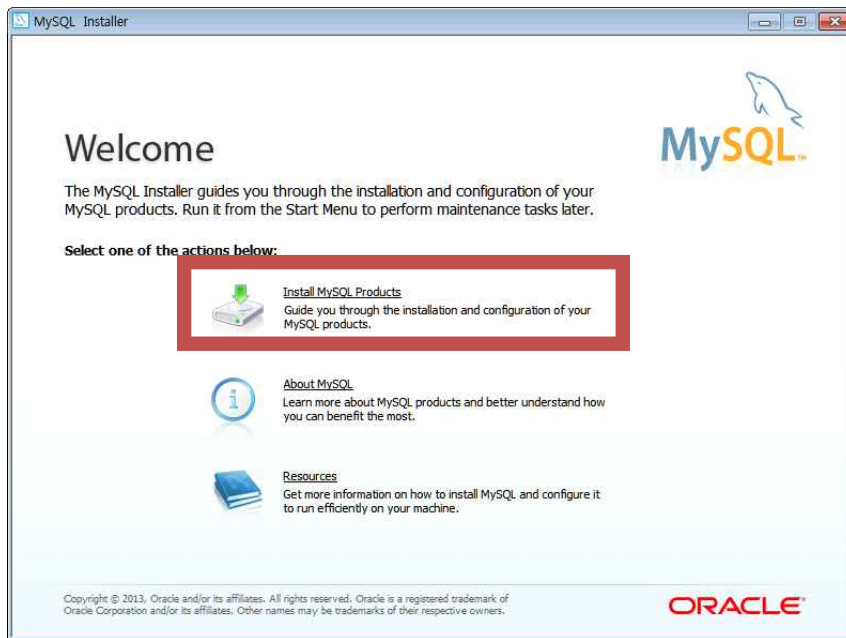 MySQL Installer
MySQL™
Welcome
The MySQL Installer guides you through the installation and configuration of your
MySQL products. Run it from the Start Menu to perform maintenance tasks later.
Select one of the actions below:
Install MySQL Products
Guide you through the installation and configuration of your
MySQL products.
About MySQL
Learn more about MySQL products and better understand how
you can benefit the most.
Resources
Get more information on how to install MySQL and configure it
to run efficiently on your machine.
Copyright © 2013, Oracle and/or its affiliates. All rights reserved. Oracle is a registered trademark of
Oracle Corporation and/or its affiliates. Other names may be trademarks of their respective owners.
ORACLE®